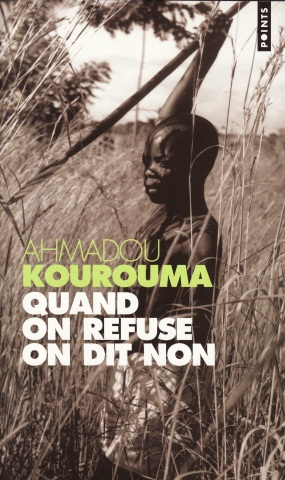 POINTS
AHMADOU
KOUROUMA
QUAND
ON REFUSE
ON DIT NON